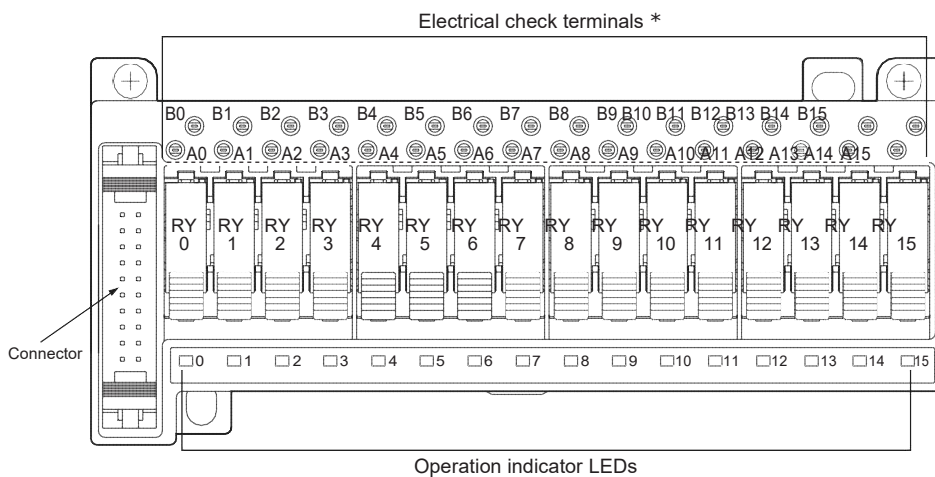 Electrical check terminals *
B0 B1 B2 B3 B4 B5 B6 B7 B8 B9 B10 B11 B12 B13 B14 B15
A0 A1 A2 A3 A4 A5 A6 A7 A8 A9 A10 A11 A12 A13 A14 A15
RY RY RY RY RY RY RY RY RY RY RY RY RY RY RY RY
0 1 2 3 4 5 6 7 8 9 10 11 12 13 14 15
Connector
0 1 2 3 4 5 6 7 8 9 10 11 12 13 14 15
Operation indicator LEDs